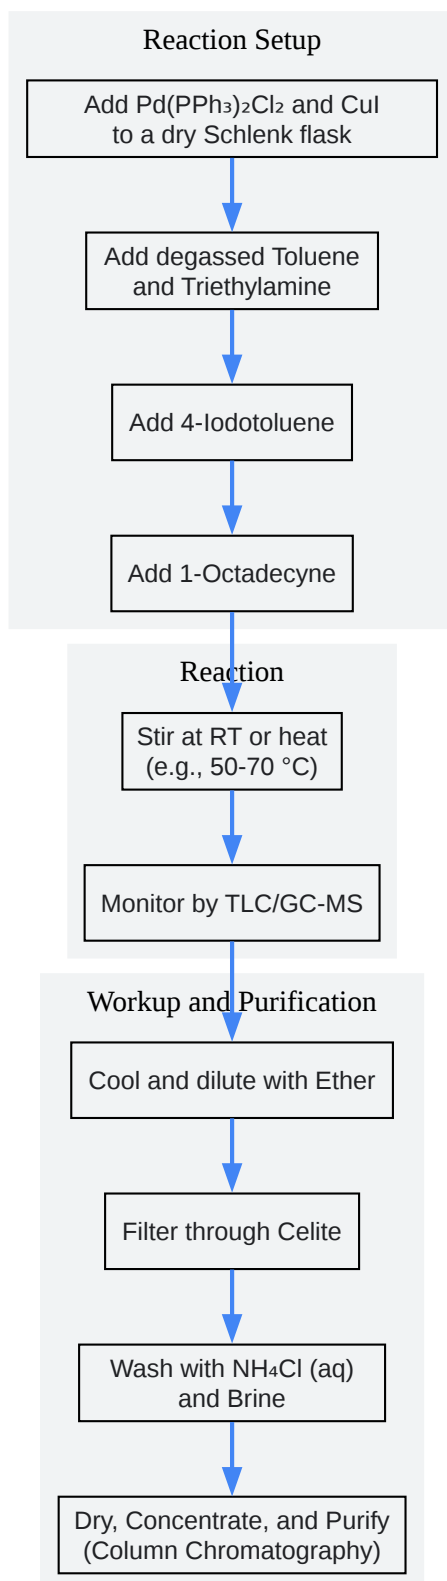 Reaction Setup
Add Pd(PPh₃)₂Cl₂ and CuI
to a dry Schlenk flask
Add degassed Toluene
and Triethylamine
Add 4-Iodotoluene
Add 1-Octadecyne
Reaction
Stir at RT or heat
(e.g., 50-70 °C)
Monitor by TLC/GC-MS
Workup and Purification
Cool and dilute with Ether
Filter through Celite
Wash with NH₄Cl (aq)
and Brine
Dry, Concentrate, and Purify
(Column Chromatography)